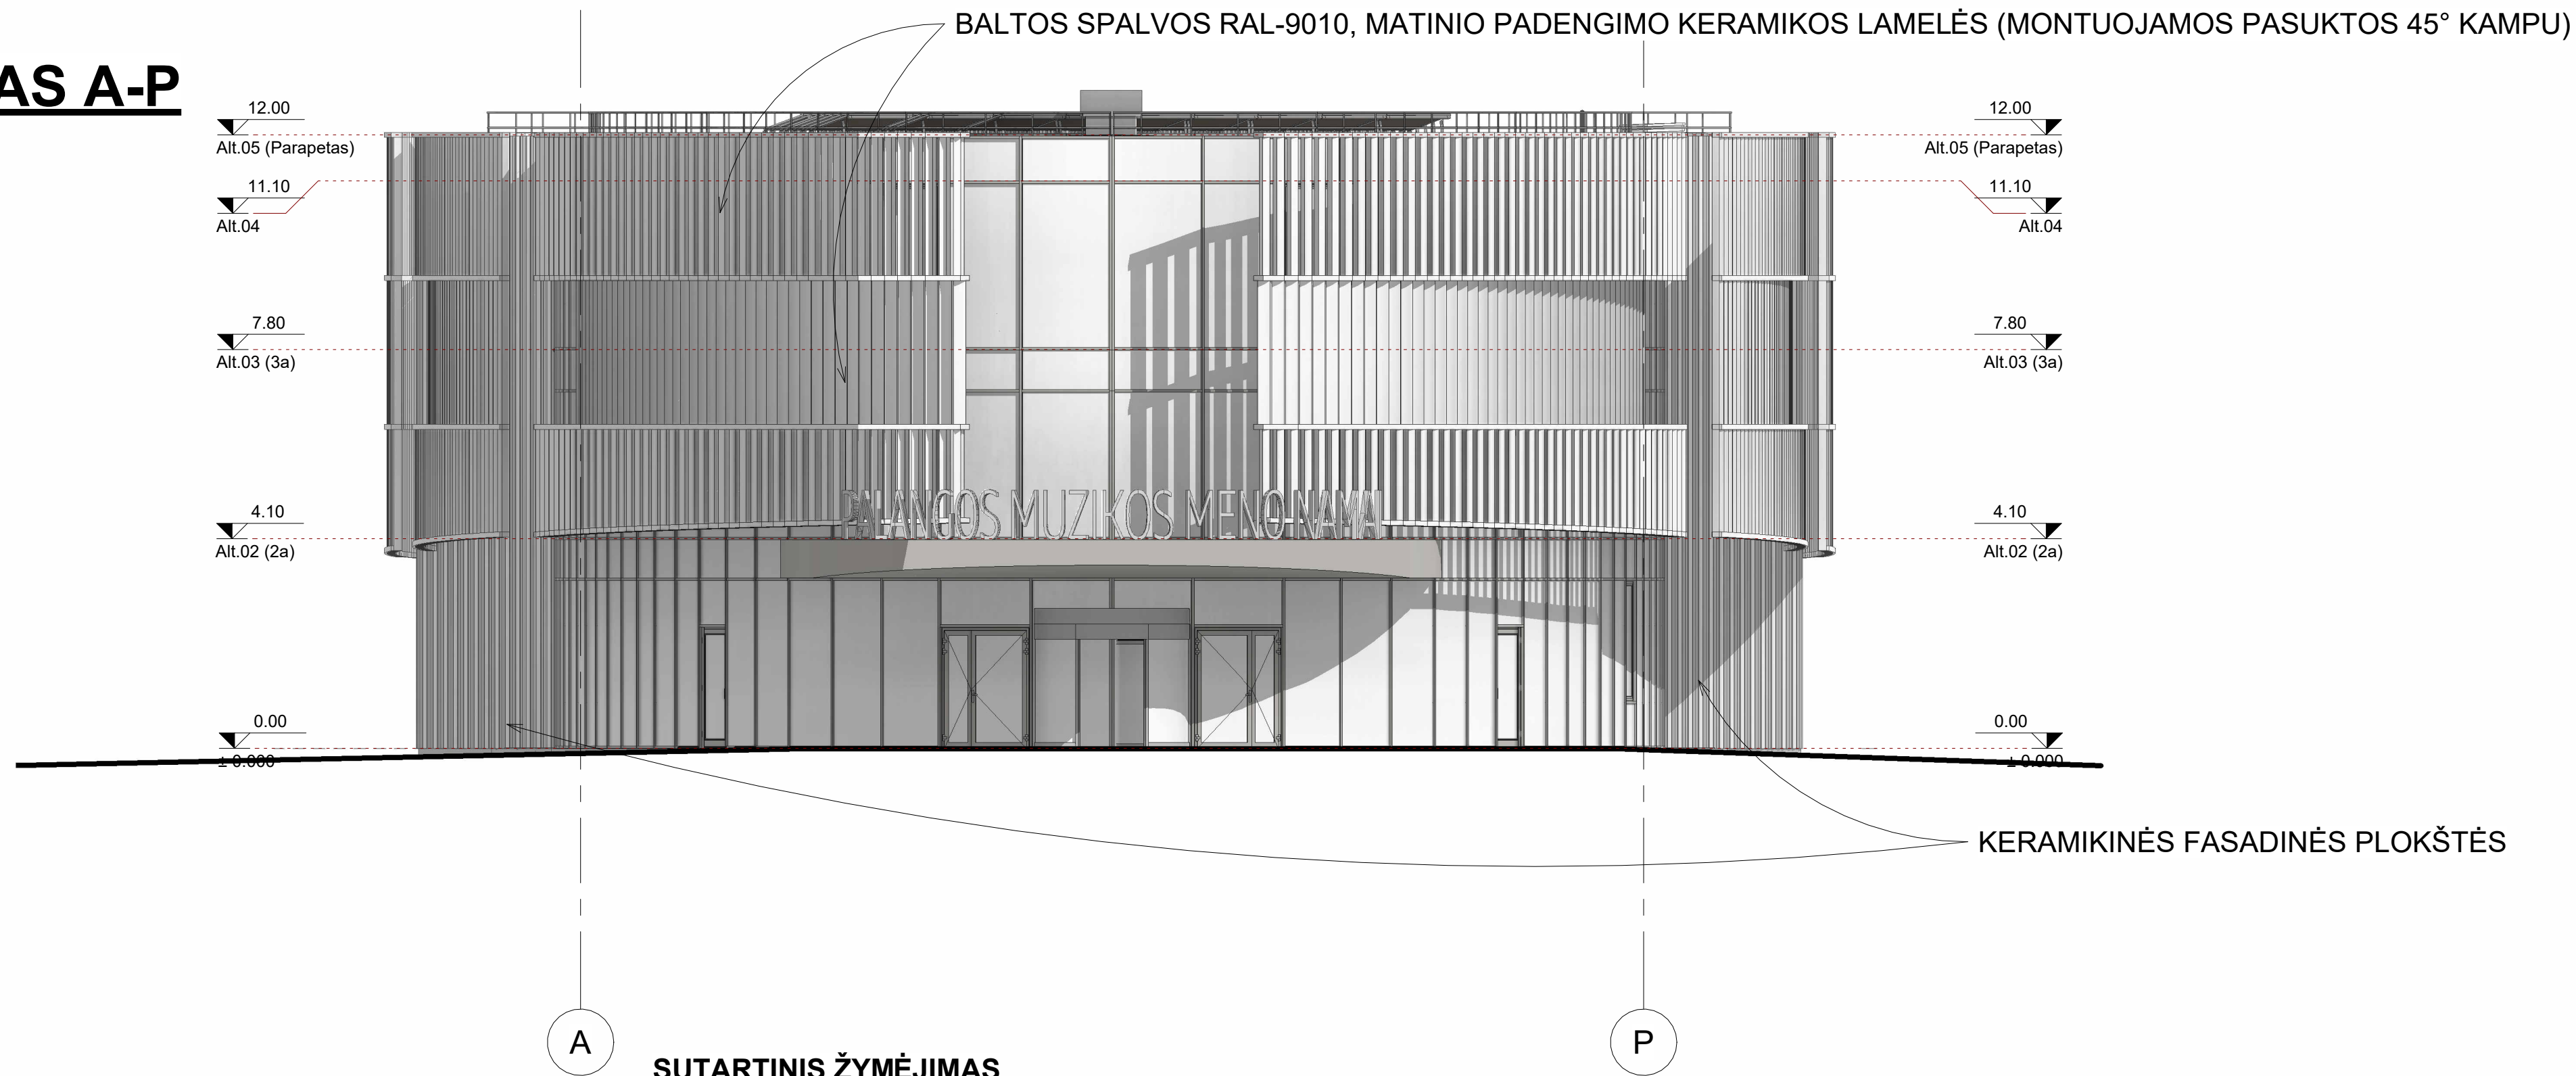 BALTOS SPALVOS RAL-9010, MATINIO PADENGIMO KERAMIKOS LAMELĖS (MONTUOJAMOS PASUKTOS 45° KAMPU)
AS A-P
12.00
Alt.05 (Parapetas)
11.10
Alt.04
7.80
Alt.03 (3a)
4.10
Alt.02 (2a)
0.00
± 0.000
12.00
Alt.05 (Parapetas)
11.10
Alt.04
7.80
Alt.03 (3a)
4.10
Alt.02 (2a)
0.00
± 0.000
PALANGOS MUZIKOS MENO NAMAI
KERAMIKINĖS FASADINĖS PLOKŠTĖS
A
P
SUTARTINIS ŽYMĖJIMAS